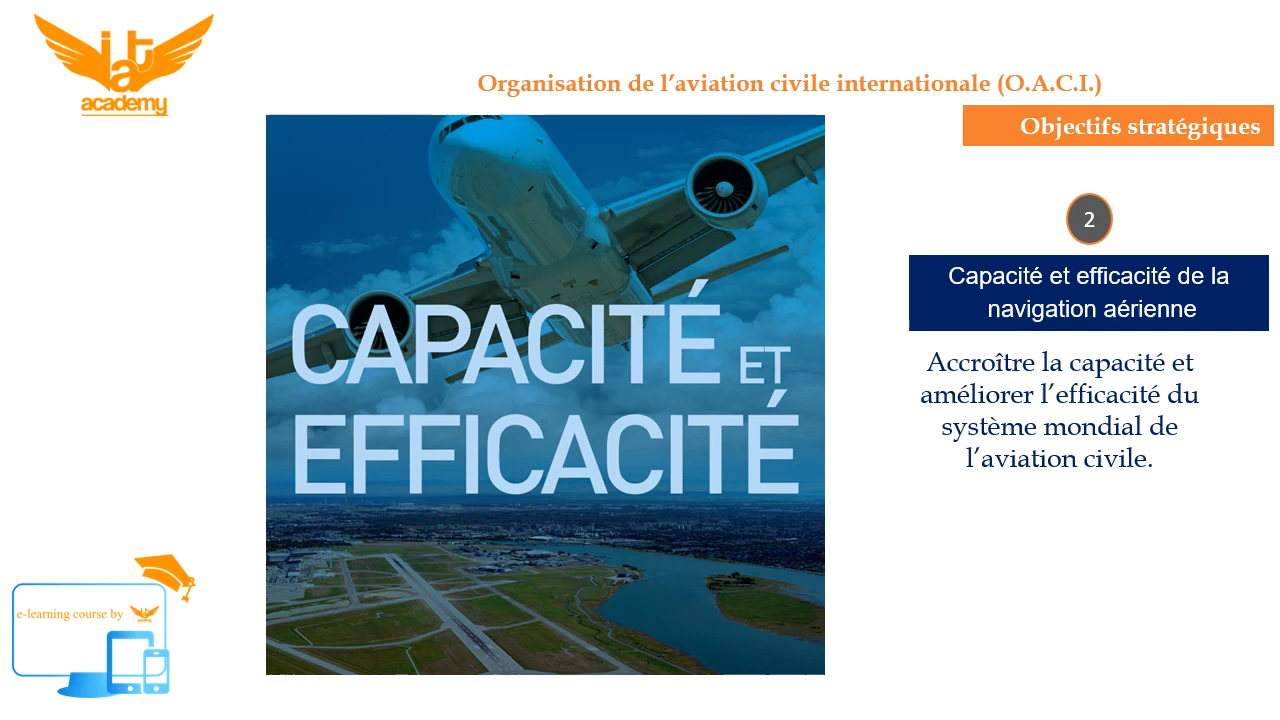 iat
academy
Organisation de l’aviation civile internationale (O.A.C.I.)
Objectifs stratégiques
2
Capacité et efficacité de la
navigation aérienne
Accroître la capacité et
améliorer l’efficacité du
système mondial de
l’aviation civile.
CAPACITÉ ET
EFFICACITÉ
e-learning course by